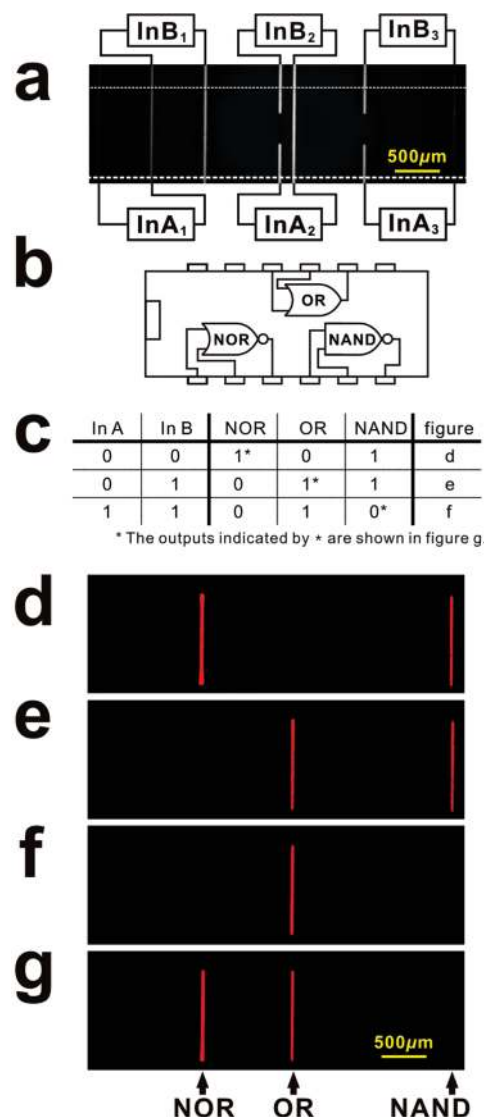 InB₁ InB₂ InB₃
a
500µm
InA₁ InA₂ InA₃
b
OR
NOR NAND
c
In A In B NOR OR NAND figure
0 0 1* 0 1 d
0 1 0 1* 1 e
1 1 0 1 0* f
* The outputs indicated by * are shown in figure g.
d
e
f
g
500µm
NOR OR NAND